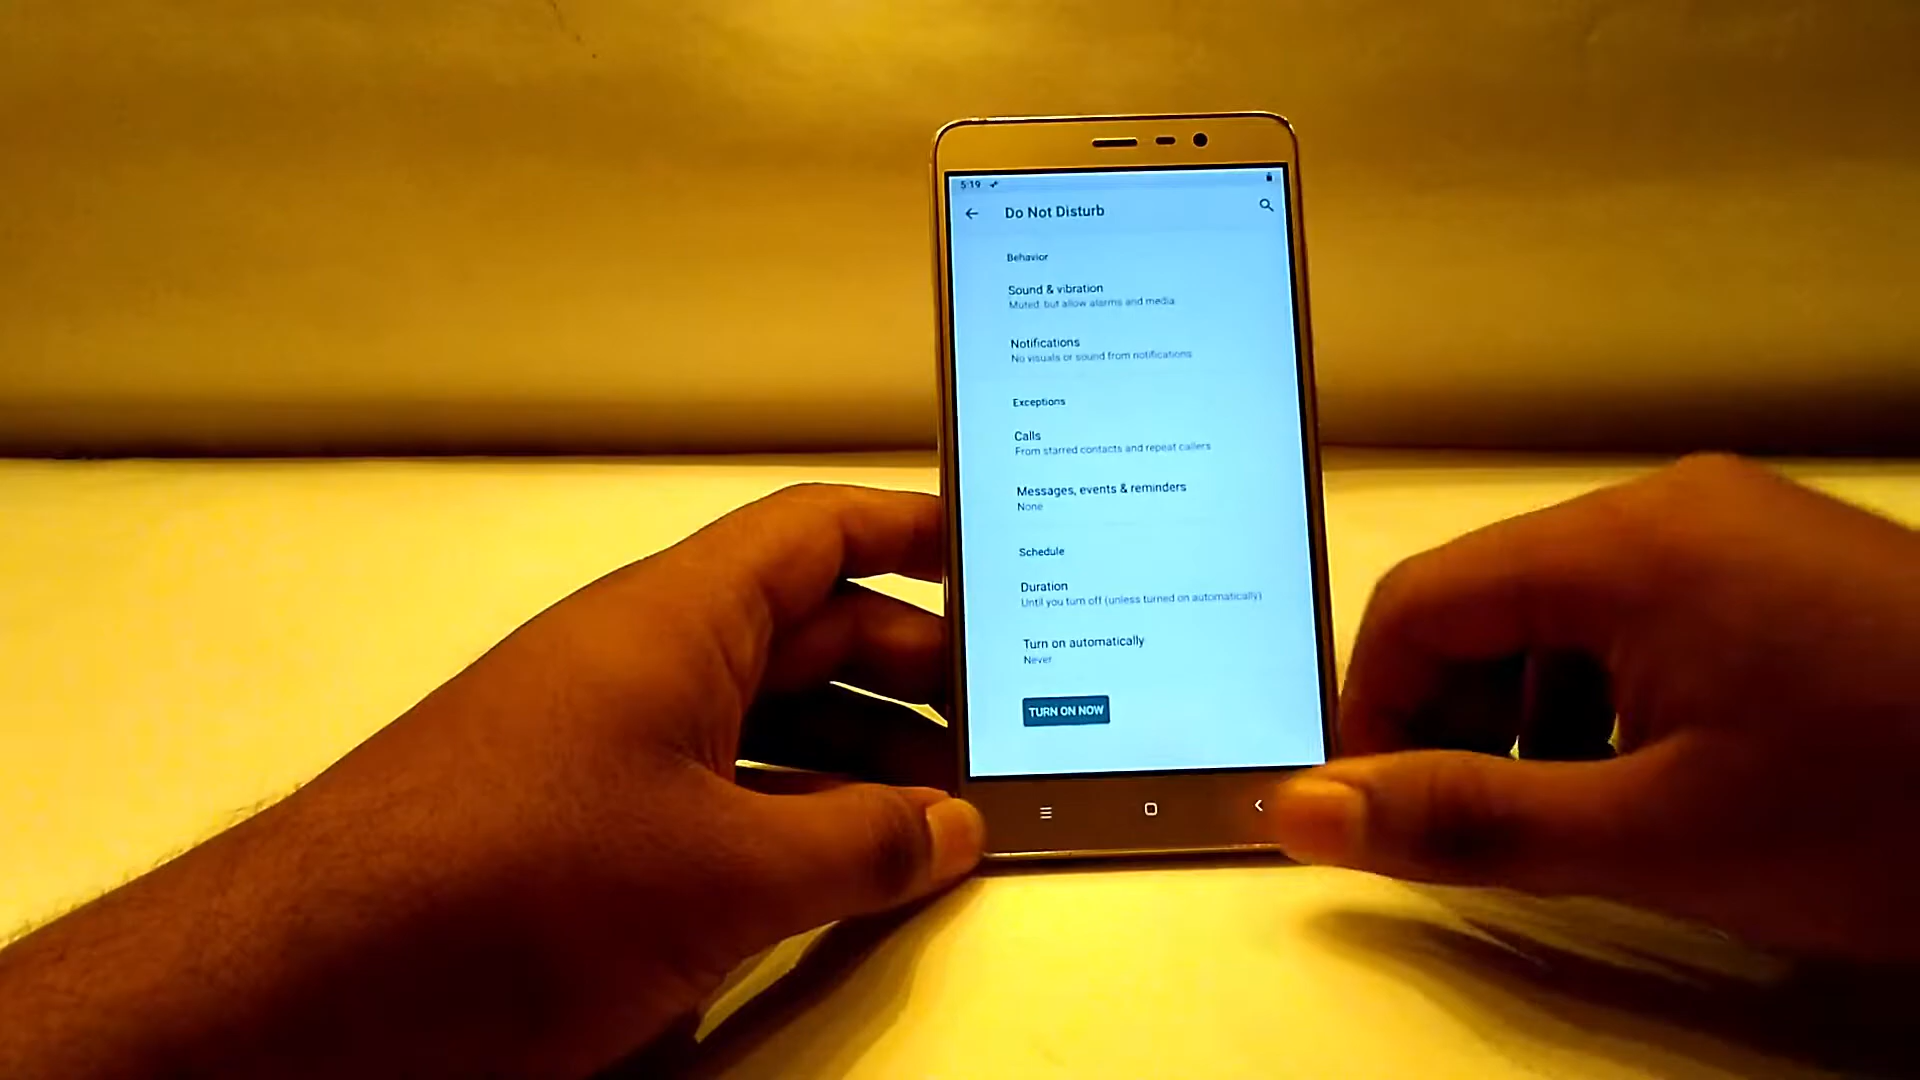 5:19
Do Not Disturb
Behavior
Sound & vibration
Muted, but allow alarms and media
Notifications
No visuals or sound from notifications
Exceptions
Calls
From starred contacts and repeat callers
Messages, events & reminders
None
Schedule
Duration
Until you turn off (unless turned on automatically)
Turn on automatically
Never
TURN ON NOW